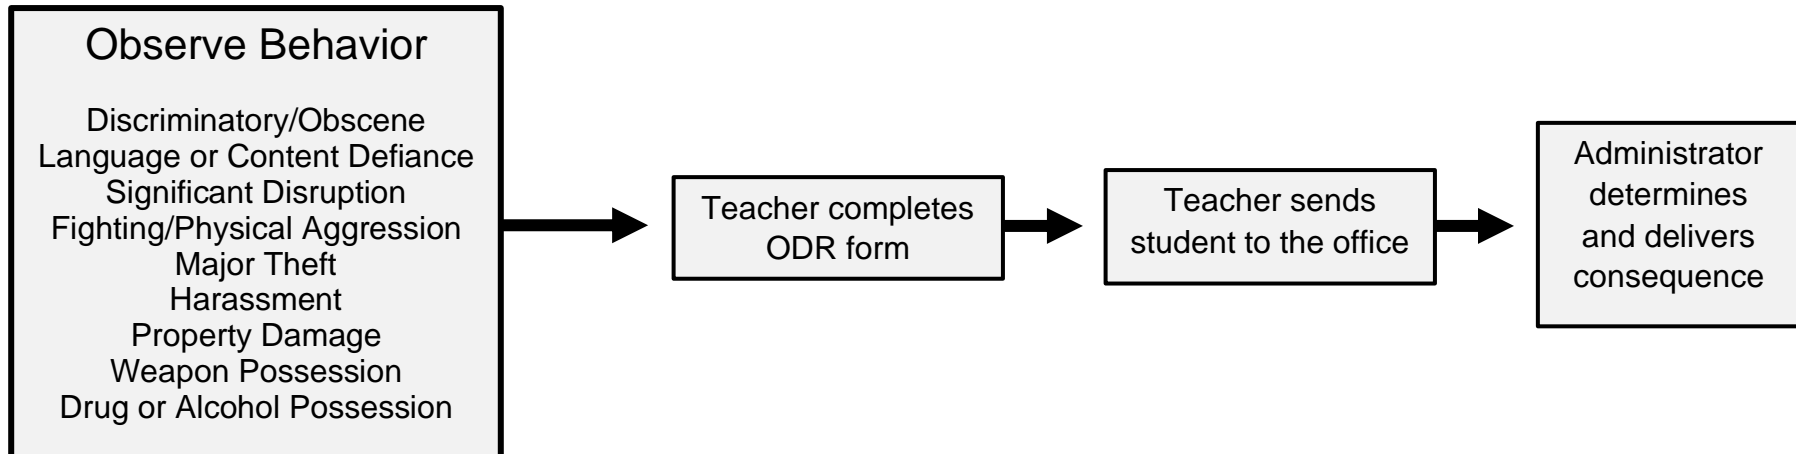 Observe Behavior
Discriminatory/Obscene
Language or Content Defiance
Significant Disruption
Fighting/Physical Aggression
Major Theft
Harassment
Property Damage
Weapon Possession
Drug or Alcohol Possession
Teacher completes
ODR form
Teacher sends
student to the office
Administrator
determines
and delivers
consequence